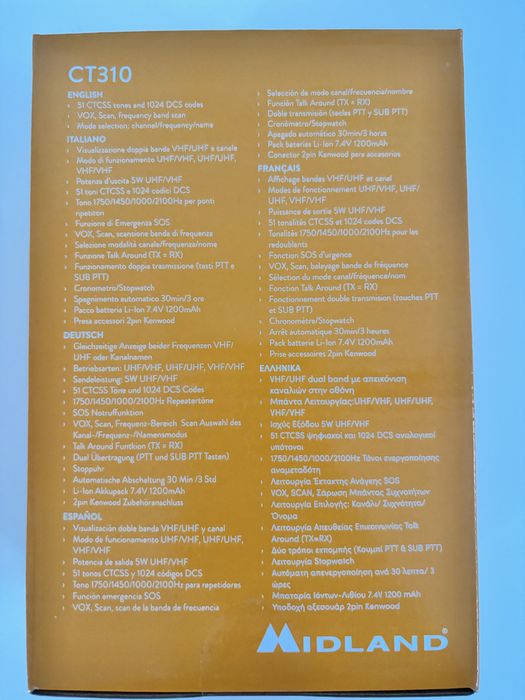 CT310
ENGLISH
› 51 CTCSS tones and 1024 DCS codes
› VOX, Scan, frequency band scan
› Mode selection: channel/frequency/name
ITALIANO
› Visualizzazione doppia banda VHF/UHF e canale
› Modo di funzionamento UHF/VHF, UHF/UHF,
VHF/VHF
› Potenza d'uscita 5W UHF/VHF
› 51 toni CTCSS e 1024 codici DCS
› Tono 1750/1450/1000/2100Hz per ponti
ripetitori
› Funzione di Emergenza SOS
› VOX, Scan, scansione banda di frequenza
› Selezione modalità canale/frequenza/nome
› Funzione Talk Around (TX = RX)
› Funzionamento doppia trasmissione (tasti PTT e
SUB PTT)
› Cronometro/Stopwatch
› Spegnimento automatico 30min/3 ore
› Pacco batterie Li-Ion 7.4V 1200mAh
› Presa accessori 2pin Kenwood
DEUTSCH
› Gleichzeitige Anzeige beider Frequenzen VHF/
UHF oder Kanalnamen
› Betriebsarten: UHF/VHF, UHF/UHF, VHF/VHF
› Sendeleistung: 5W UHF/VHF
› 51 CTCSS Töne und 1024 DCS Codes
› 1750/1450/1000/2100Hz Repeatertöne
› SOS Notruffunktion
› VOX, Scan, Frequenz-Bereich Scan Auswahl des
Kanal-/Frequenz-/Namensmodus
› Talk Around Funtkion (TX = RX)
› Dual Übertragung (PTT und SUB PTT Tasten)
› Stoppuhr
› Automatische Abschaltung 30 Min /3 Std
› Li-Ion Akkupack 7.4V 1200mAh
› 2pin Kenwood Zubehöranschluss
ESPAÑOL
› Visualización doble banda VHF/UHF y canal
› Modo de funcionamiento UHF/VHF, UHF/UHF,
VHF/VHF
› Potencia de salida 5W UHF/VHF
› 51 tonos CTCSS y 1024 códigos DCS
› Tono 1750/1450/1000/2100Hz para repetidores
› Función emergencia SOS
› VOX, Scan, scan de la banda de frecuencia
› Selección de modo canal/frecuencia/nombre
› Función Talk Around (TX = RX)
› Doble transmisión (teclas PTT y SUB PTT)
› Cronómetro/Stopwatch
› Apagado automático 30min/3 horas
› Pack baterías Li-Ion 7.4V 1200mAh
› Conector 2pin Kenwood para accesorios
FRANÇAIS
› Affichage bandes VHF/UHF et canal
› Modes de fonctionnement UHF/VHF, UHF/
UHF, VHF/VHF
› Puissance de sortie 5W UHF/VHF
› 51 tonalités CTCSS et 1024 codes DCS
› Tonalités 1750/1450/1000/2100Hz pour les
redoublants
› Fonction SOS d'urgence
› VOX, Scan, balayage bande de fréquence
› Sélection du mode canal/fréquence/nom
› Fonction Talk Around (TX = RX)
› Fonctionnement double transmision (touches PTT
et SUB PTT)
› Chronomètre/Stopwatch
› Arrêt automatique 30min/3 heures
› Pack batterie Li-Ion 7.4V 1200mAh
› Prise accessoires 2pin Kenwood
ΕΛΛΗΝΙΚΑ
› VHF/UHF dual band με απεικόνιση
καναλιών στην οθόνη
› Μπάντα Λειτουργίας:UHF/VHF, UHF/UHF,
VHF/VHF
› Ισχύς Εξόδου 5W UHF/VHF
› 51 CTCSS ψηφιακοί και 1024 DCS αναλογικοί
υπότονοι
› 1750/1450/1000/2100Hz Τόνοι ενεργοποίησης
αναμεταδότη
› Λειτουργία Έκτακτης Ανάγκης SOS
› VOX, SCAN, Σάρωση Μπάντας Συχνοτήτων
› Λειτουργία Επιλογής: Κανάλι/ Συχνότητα/
Όνομα
› Λειτουργία Απευθείας Επικοινωνίας Talk
Around (TX=RX)
› Δύο τρόποι εκπομπής (Κουμπί PTT & SUB PTT)
› Λειτουργία Stopwatch
› Αυτόματη απενεργοποίηση ανά 30 λεπτα/ 3
ώρες
› Μπαταρία Ιόντων-Λιθίου 7.4V 1200 mAh
› Υποδοχή αξεσουάρ 2pin Kenwood
MIDLAND®